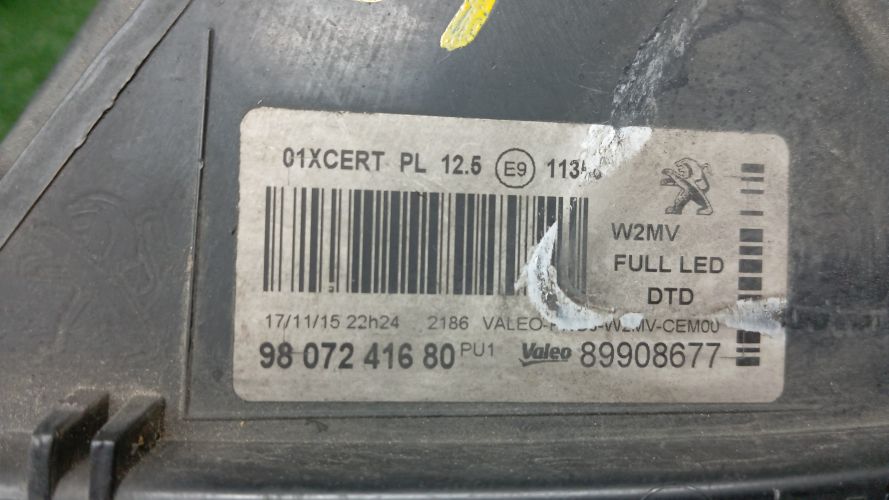 01XCERT PL 12.5 E9
W2MV
FULL LED
DTD
17/11/15 22h24 2186
98 072 416 80 PU1 Valeo 89908677